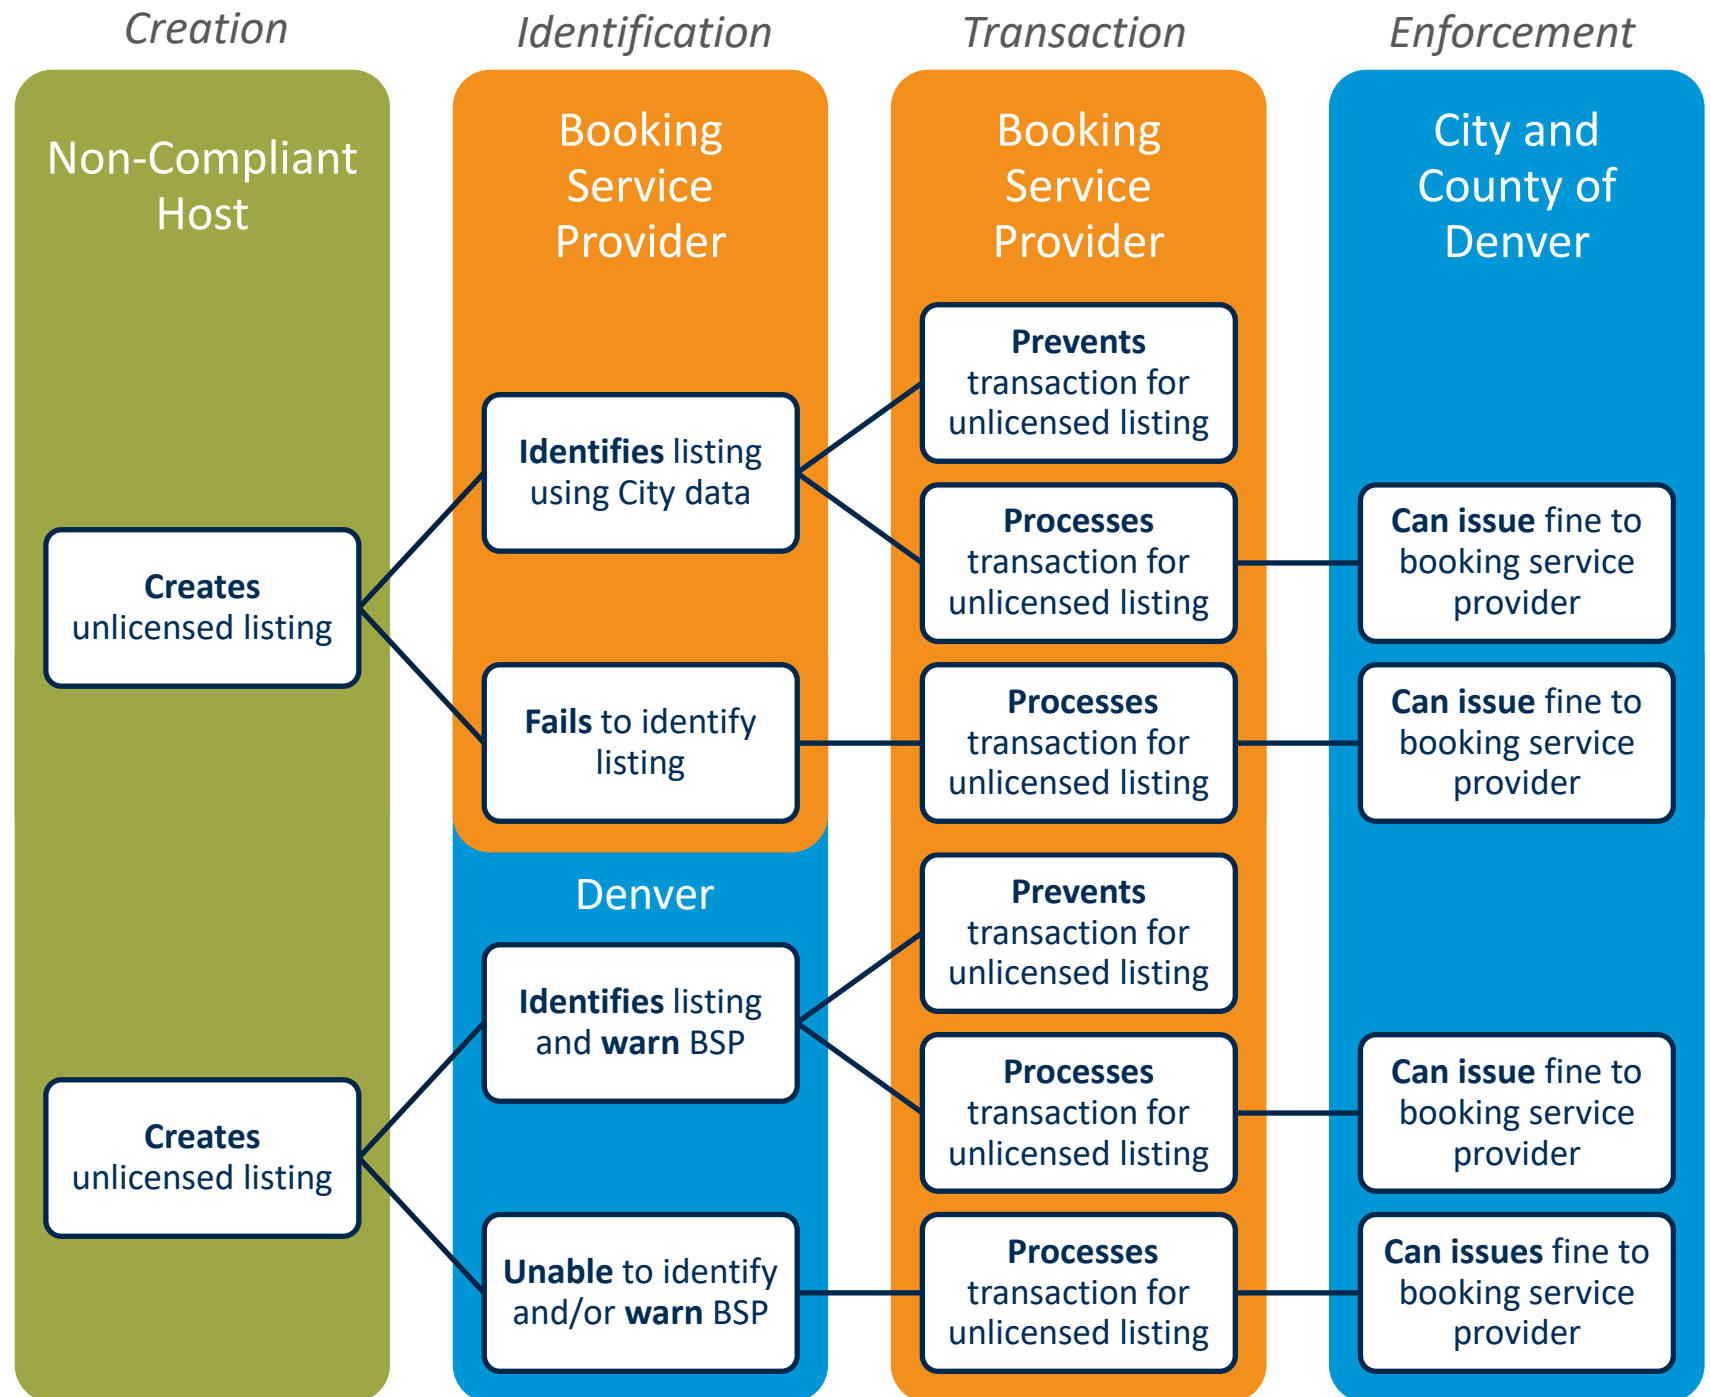 Creation
Identification
Transaction
Enforcement
Non-Compliant
Host
Booking
Service
Provider
Booking
Service
Provider
City and
County of
Denver
Creates
unlicensed listing
Identifies listing
using City data
Prevents
transaction for
unlicensed listing
Processes
transaction for
unlicensed listing
Can issue fine to
booking service
provider
Fails to identify
listing
Processes
transaction for
unlicensed listing
Can issue fine to
booking service
provider
Denver
Creates
unlicensed listing
Identifies listing
and warn BSP
Prevents
transaction for
unlicensed listing
Processes
transaction for
unlicensed listing
Can issue fine to
booking service
provider
Unable to identify
and/or warn BSP
Processes
transaction for
unlicensed listing
Can issues fine to
booking service
provider